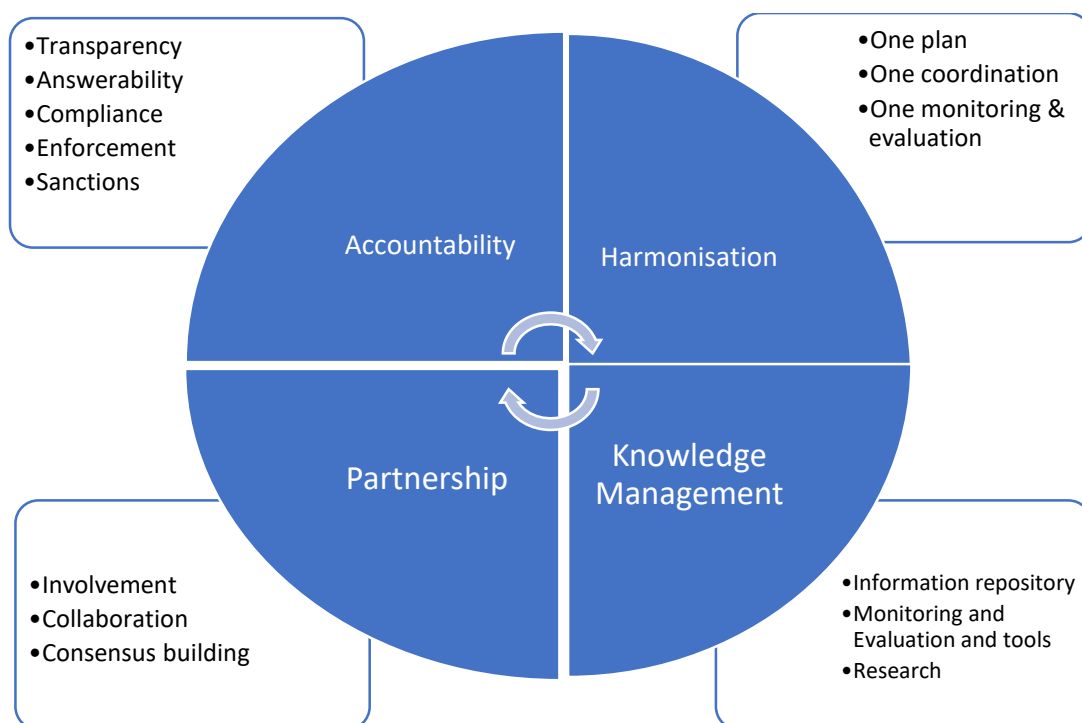 •Transparency
•Answerability
•Compliance
•Enforcement
•Sanctions
•One plan
•One coordination
•One monitoring &
evaluation
Accountability
Harmonisation
Partnership
Knowledge
Management
•Involvement
•Collaboration
•Consensus building
•Information repository
•Monitoring and
Evaluation and tools
•Research